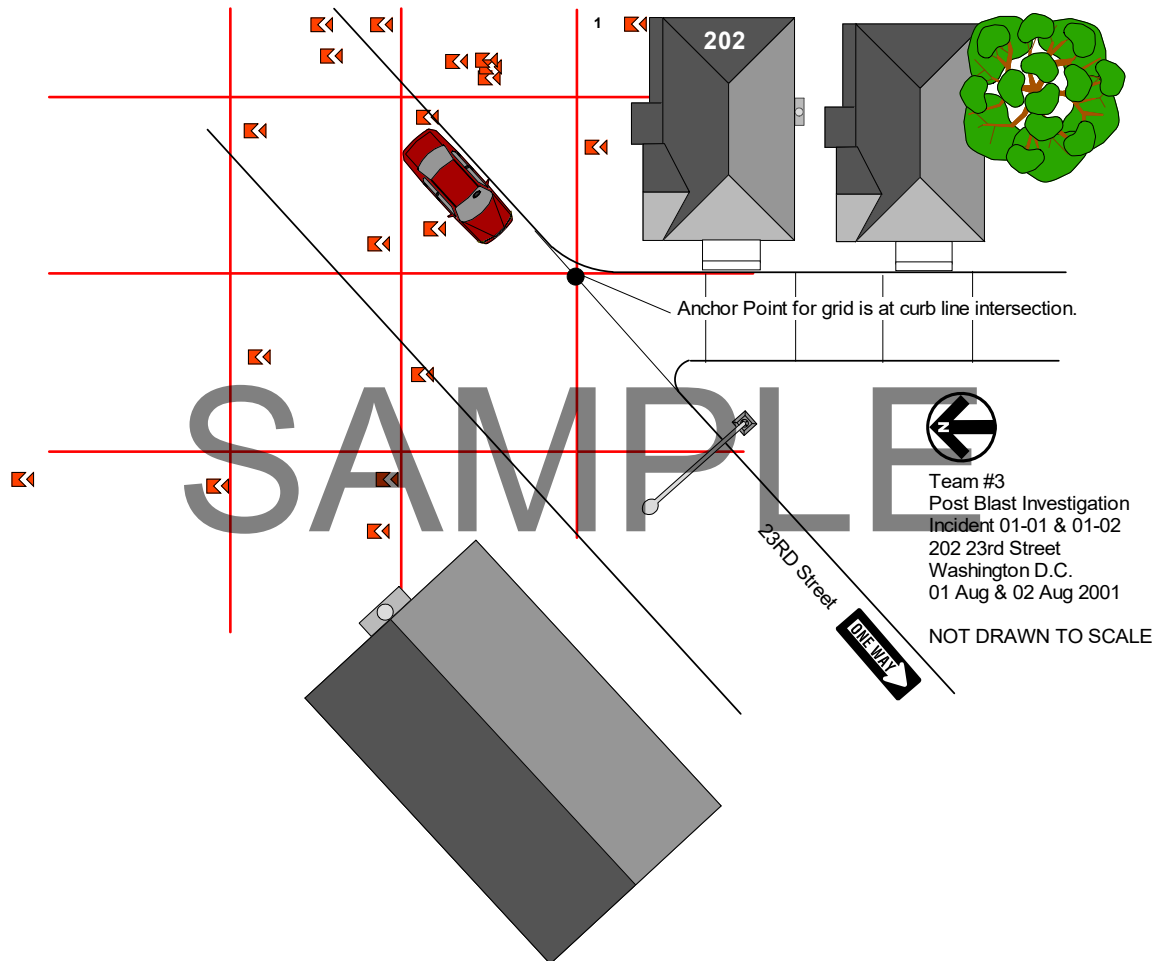 1
202
Anchor Point for grid is at curb line intersection.
SAMPLE
N
Team #3
Post Blast Investigation
Incident 01-01 & 01-02
202 23rd Street
Washington D.C.
01 Aug & 02 Aug 2001
NOT DRAWN TO SCALE
23RD Street
ONE WAY